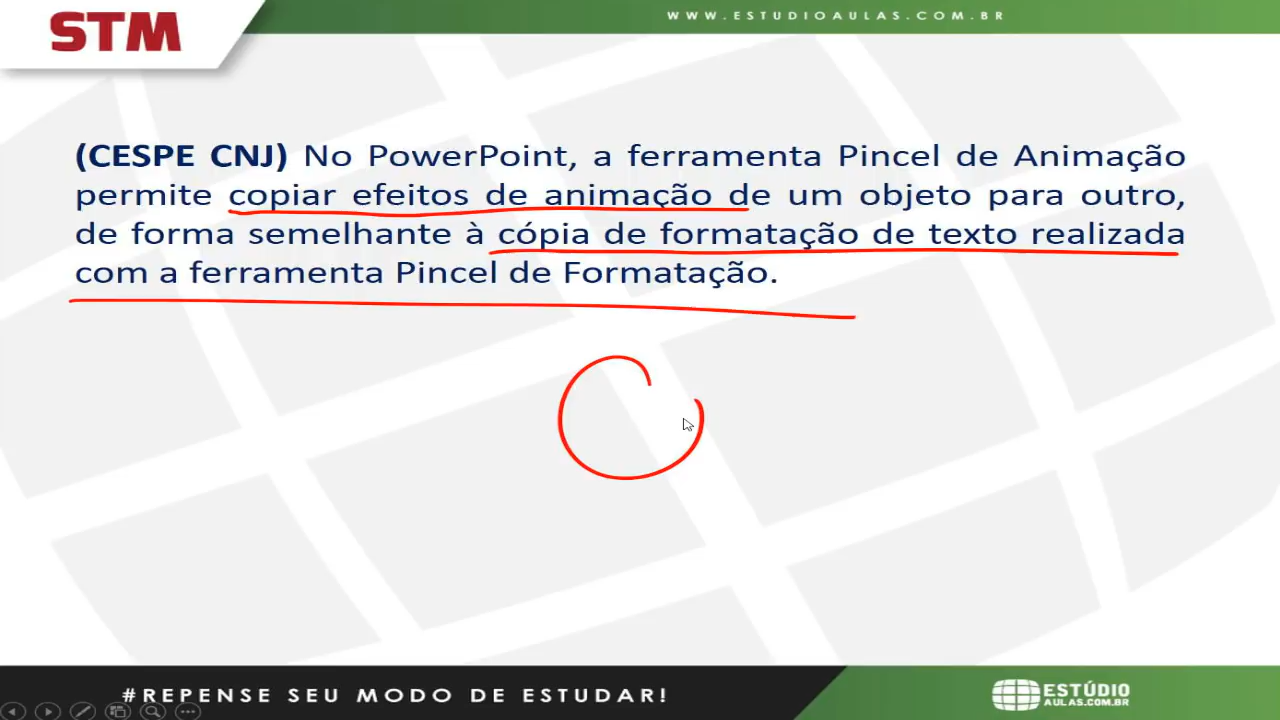 WWW.ESTUDIOAULAS.COM.BR
STM
(CESPE CNJ) No PowerPoint, a ferramenta Pincel de Animação
permite copiar efeitos de animação de um objeto para outro,
de forma semelhante à cópia de formatação de texto realizada
com a ferramenta Pincel de Formatação.
#REPENSE SEU MODO DE ESTUDAR!
ESTÚDIO
AULAS.COM.BR